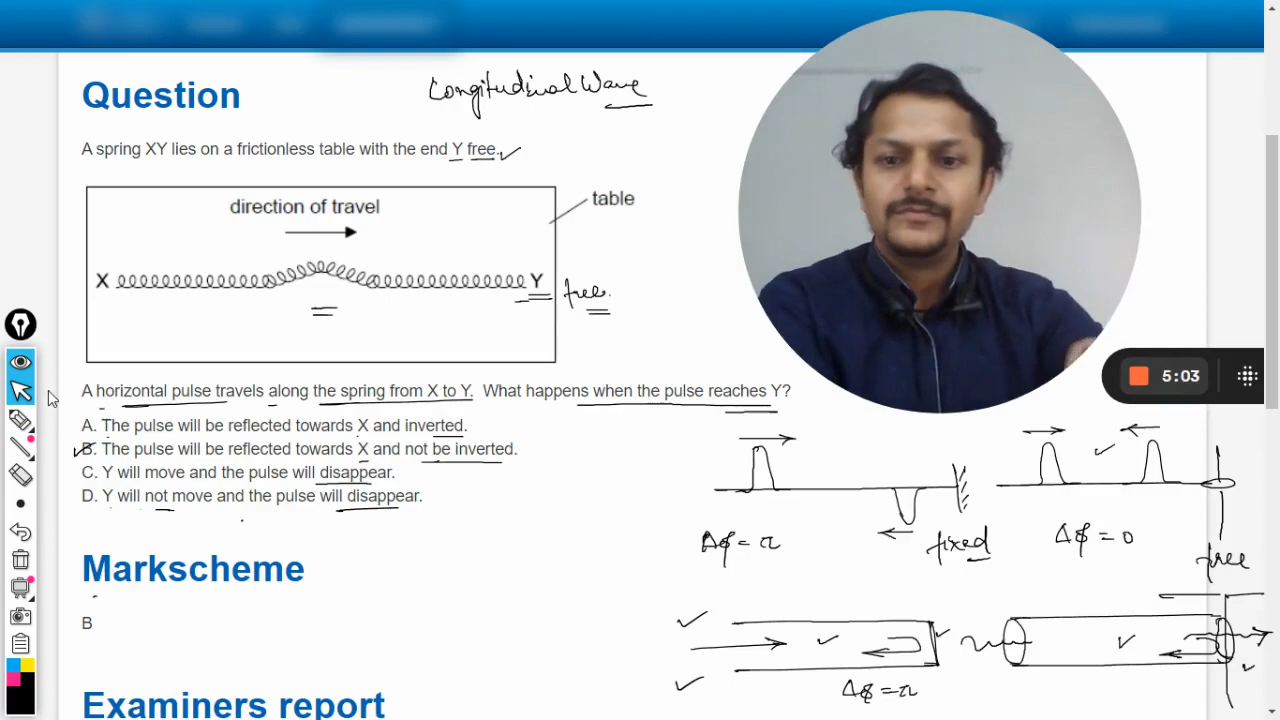 Question
Longitudinal Wave
A spring XY lies on a frictionless table with the end Y free.
direction of travel
table
X
Y
free.
A horizontal pulse travels along the spring from X to Y. What happens when the pulse reaches Y?
A. The pulse will be reflected towards X and inverted.
B. The pulse will be reflected towards X and not be inverted.
C. Y will move and the pulse will disappear.
D. Y will not move and the pulse will disappear.
5:03
Δϕ = π
fixed
Δϕ = 0
free
Markscheme
B
Δϕ = π
Examiners report